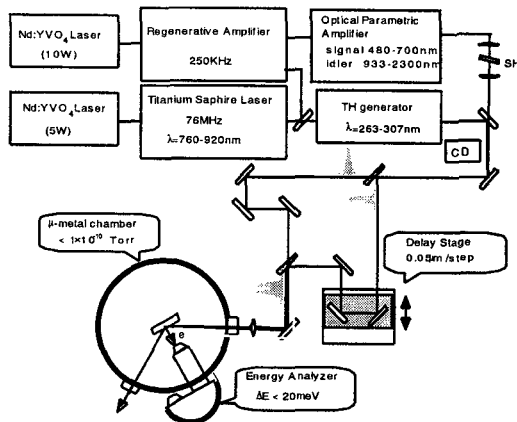 Nd:YVO4 Laser
(10W)
Regenerative Amplifier
250KHz
Optical Parametric
Amplifier
signal 480-700nm
idler 933-2300nm
SH
Nd:YVO4 Laser
(5W)
Titanium Saphire Laser
76MHz
λ=760-920nm
TH generator
λ=263-307nm
CD
μ-metal chamber
< 1×10¹⁰ Torr
Delay Stage
0.05m/step
e
Energy Analyzer
ΔE < 20meV